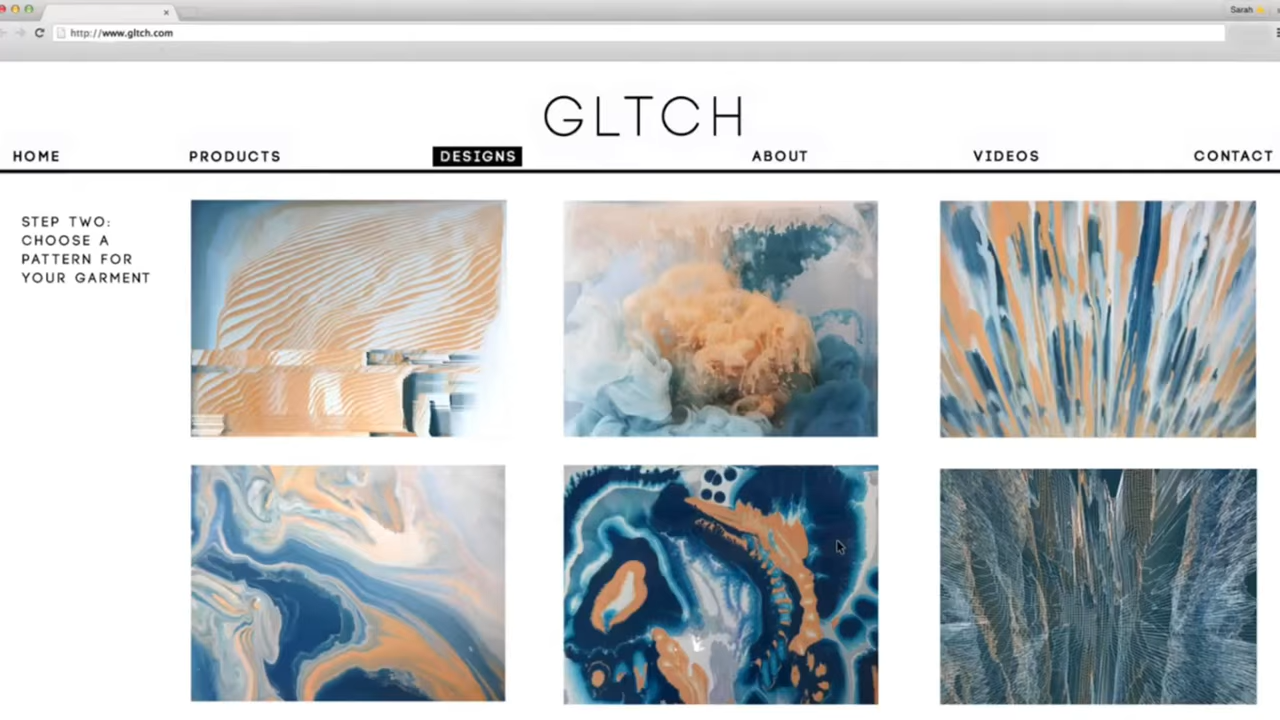 Sarah
http://www.gltch.com
GLTCH
HOME PRODUCTS DESIGNS ABOUT VIDEOS CONTACT
STEP TWO:
CHOOSE A
PATTERN FOR
YOUR GARMENT